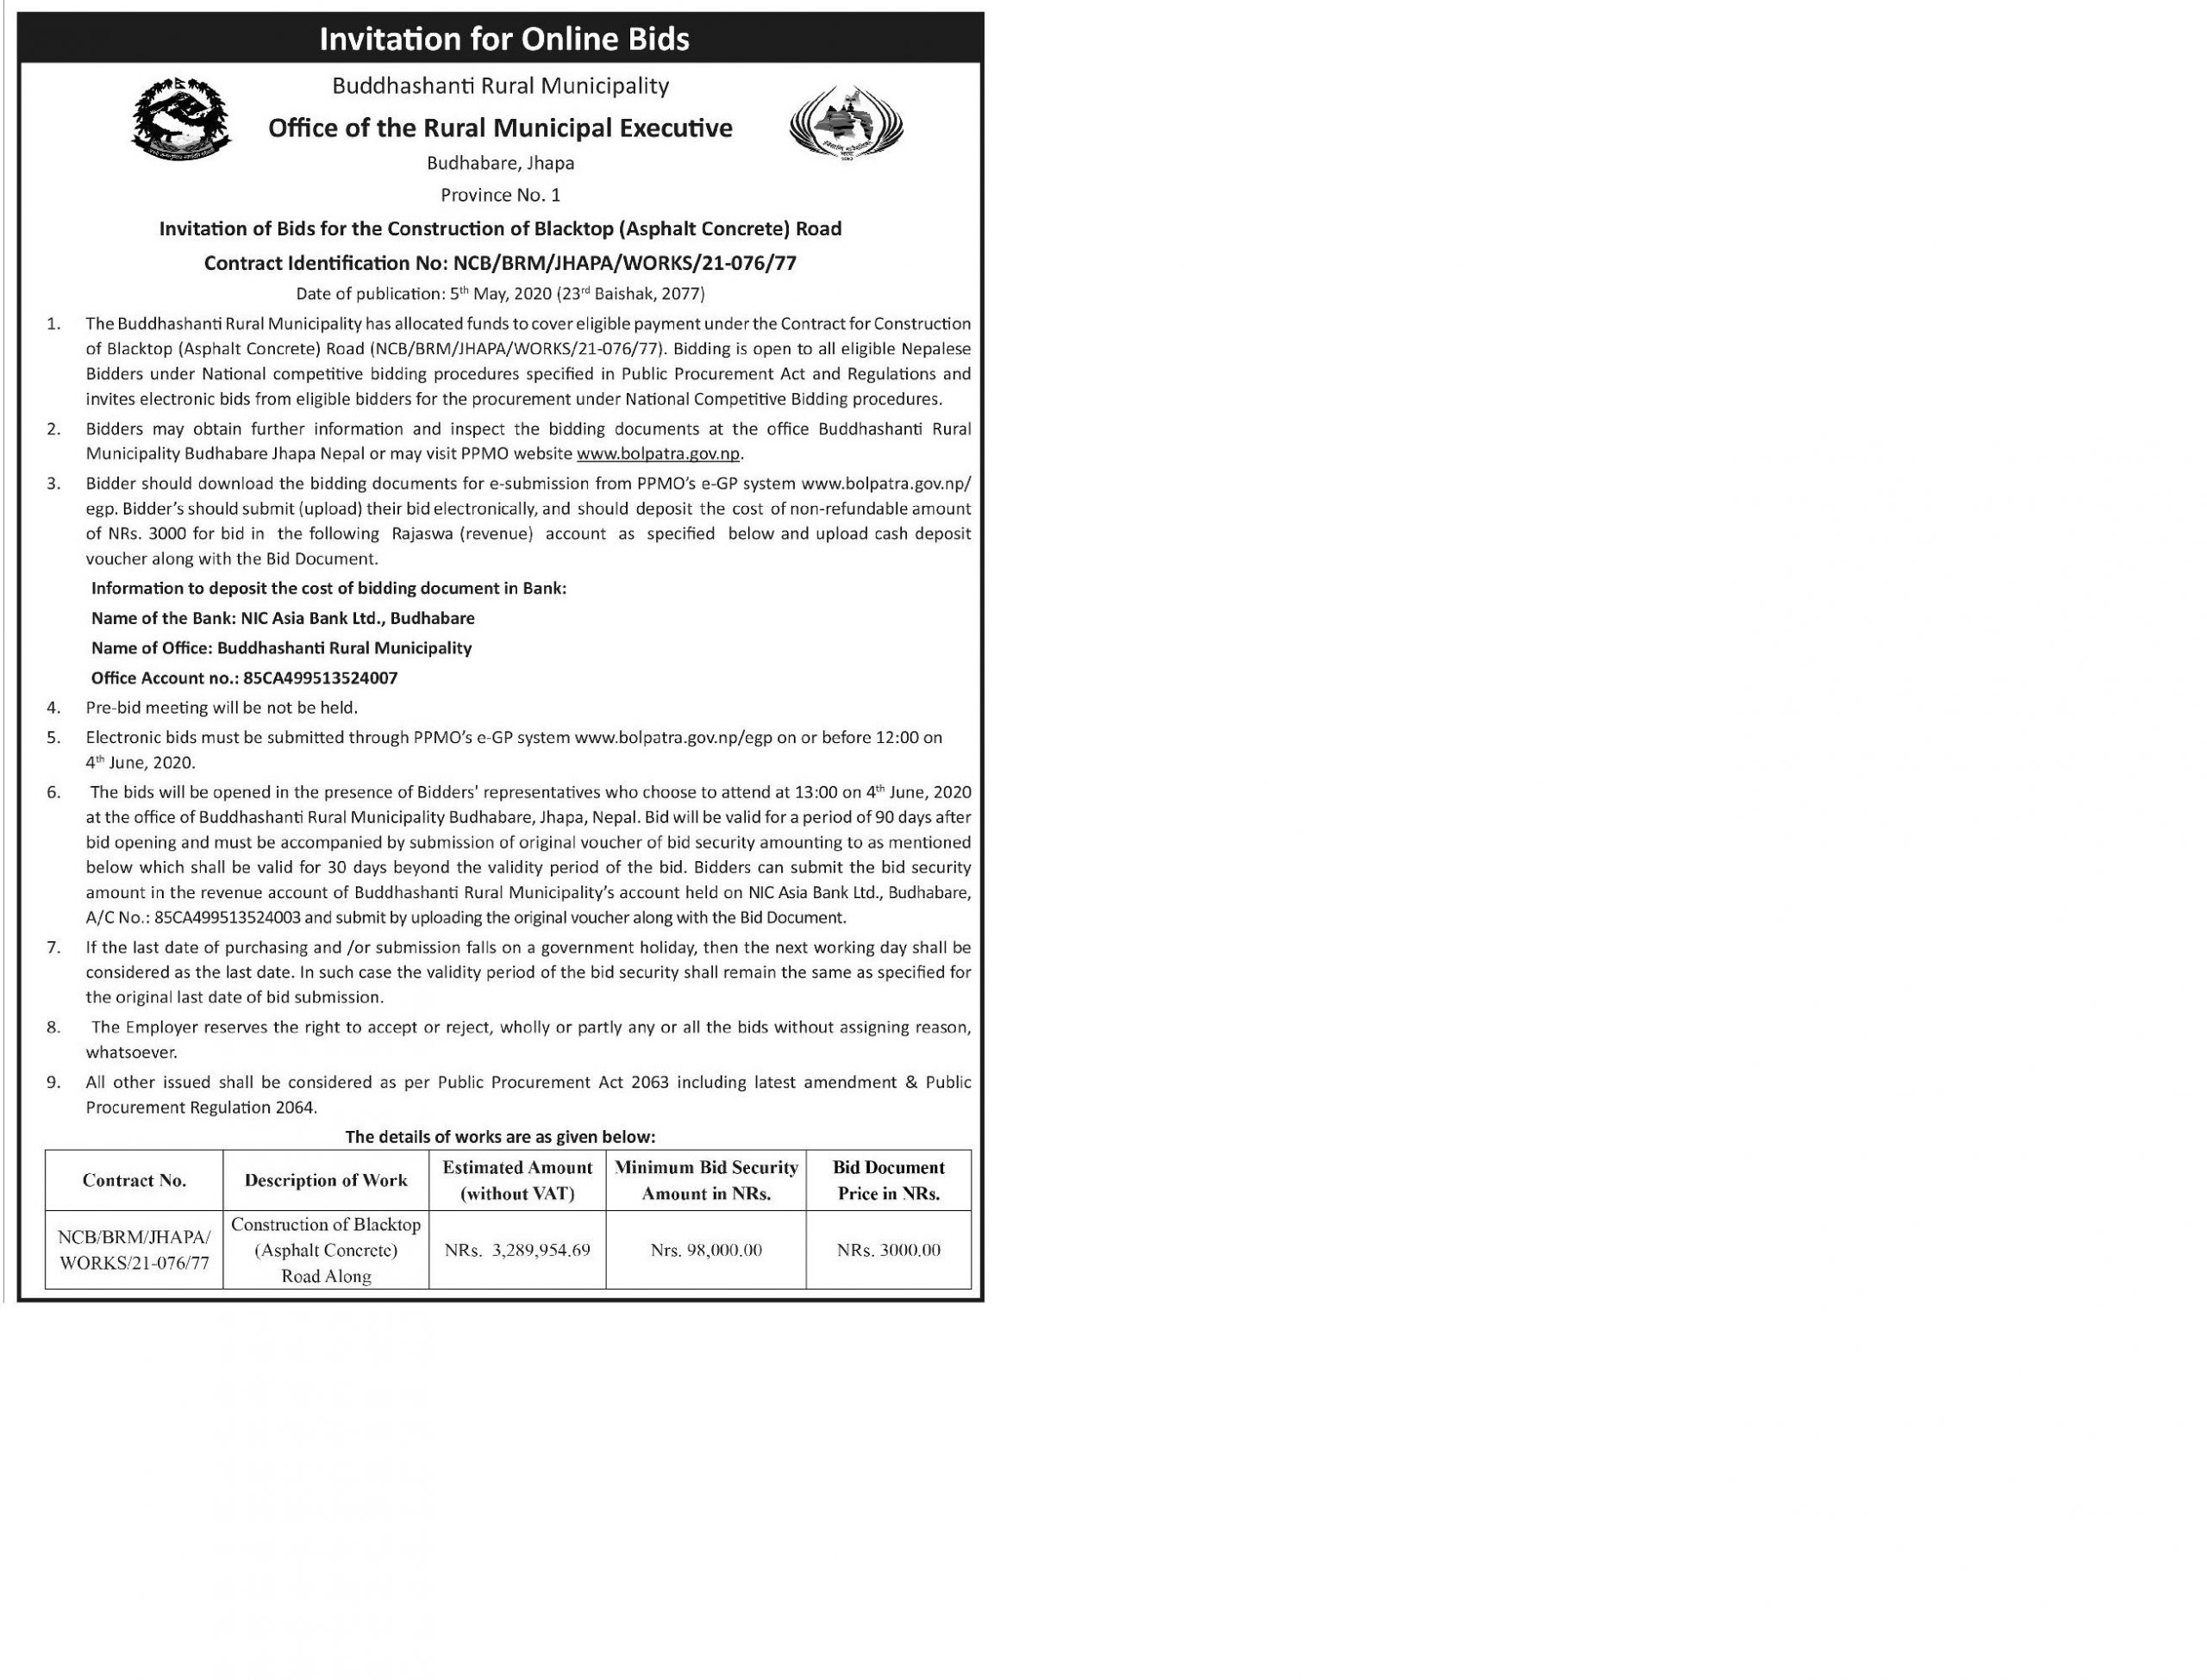 Invitation for Online Bids
Buddhashanti Rural Municipality
Office of the Rural Municipal Executive
Budhabare, Jhapa
Province No. 1
Invitation of Bids for the Construction of Blacktop (Asphalt Concrete) Road
Contract Identification No: NCB/BRM/JHAPA/WORKS/21-076/77
Date of publication: 5th May, 2020 (23rd Baishak, 2077)
1. The Buddhashanti Rural Municipality has allocated funds to cover eligible payment under the Contract for Construction
of Blacktop (Asphalt Concrete) Road (NCB/BRM/JHAPA/WORKS/21-076/77). Bidding is open to all eligible Nepalese
Bidders under National competitive bidding procedures specified in Public Procurement Act and Regulations and
invites electronic bids from eligible bidders for the procurement under National Competitive Bidding procedures.
2. Bidders may obtain further information and inspect the bidding documents at the office Buddhashanti Rural
Municipality Budhabare Jhapa Nepal or may visit PPMO website www.bolpatra.gov.np.
3. Bidder should download the bidding documents for e-submission from PPMO's e-GP system www.bolpatra.gov.np/
egp. Bidder's should submit (upload) their bid electronically, and should deposit the cost of non-refundable amount
of NRs. 3000 for bid in the following Rajaswa (revenue) account as specified below and upload cash deposit
voucher along with the Bid Document.
Information to deposit the cost of bidding document in Bank:
Name of the Bank: NIC Asia Bank Ltd., Budhabare
Name of Office: Buddhashanti Rural Municipality
Office Account no.: 85CA499513524007
4. Pre-bid meeting will be not be held.
5. Electronic bids must be submitted through PPMO's e-GP system www.bolpatra.gov.np/egp on or before 12:00 on
4th June, 2020.
6. The bids will be opened in the presence of Bidders' representatives who choose to attend at 13:00 on 4th June, 2020
at the office of Buddhashanti Rural Municipality Budhabare, Jhapa, Nepal. Bid will be valid for a period of 90 days after
bid opening and must be accompanied by submission of original voucher of bid security amounting to as mentioned
below which shall be valid for 30 days beyond the validity period of the bid. Bidders can submit the bid security
amount in the revenue account of Buddhashanti Rural Municipality's account held on NIC Asia Bank Ltd., Budhabare,
A/C No.: 85CA499513524003 and submit by uploading the original voucher along with the Bid Document.
7. If the last date of purchasing and /or submission falls on a government holiday, then the next working day shall be
considered as the last date. In such case the validity period of the bid security shall remain the same as specified for
the original last date of bid submission.
8. The Employer reserves the right to accept or reject, wholly or partly any or all the bids without assigning reason,
whatsoever.
9. All other issued shall be considered as per Public Procurement Act 2063 including latest amendment & Public
Procurement Regulation 2064.
The details of works are as given below:
Contract No.
Description of Work
Estimated Amount
(without VAT)
Minimum Bid Security
Amount in NRs.
Bid Document
Price in NRs.
NCB/BRM/JHAPA/
WORKS/21-076/77
Construction of Blacktop
(Asphalt Concrete)
Road Along
NRs. 3,289,954.69
Nrs. 98,000.00
NRs. 3000.00